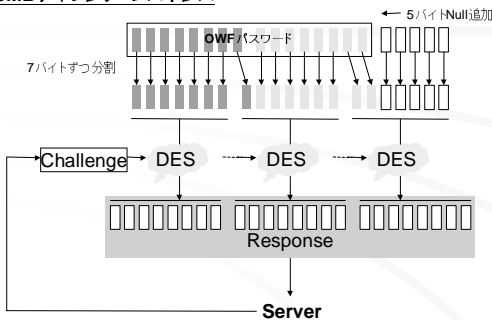 5バイトNull追加
OWFパスワード
7バイトずつ分割
Challenge
DES
DES
DES
Response
Server